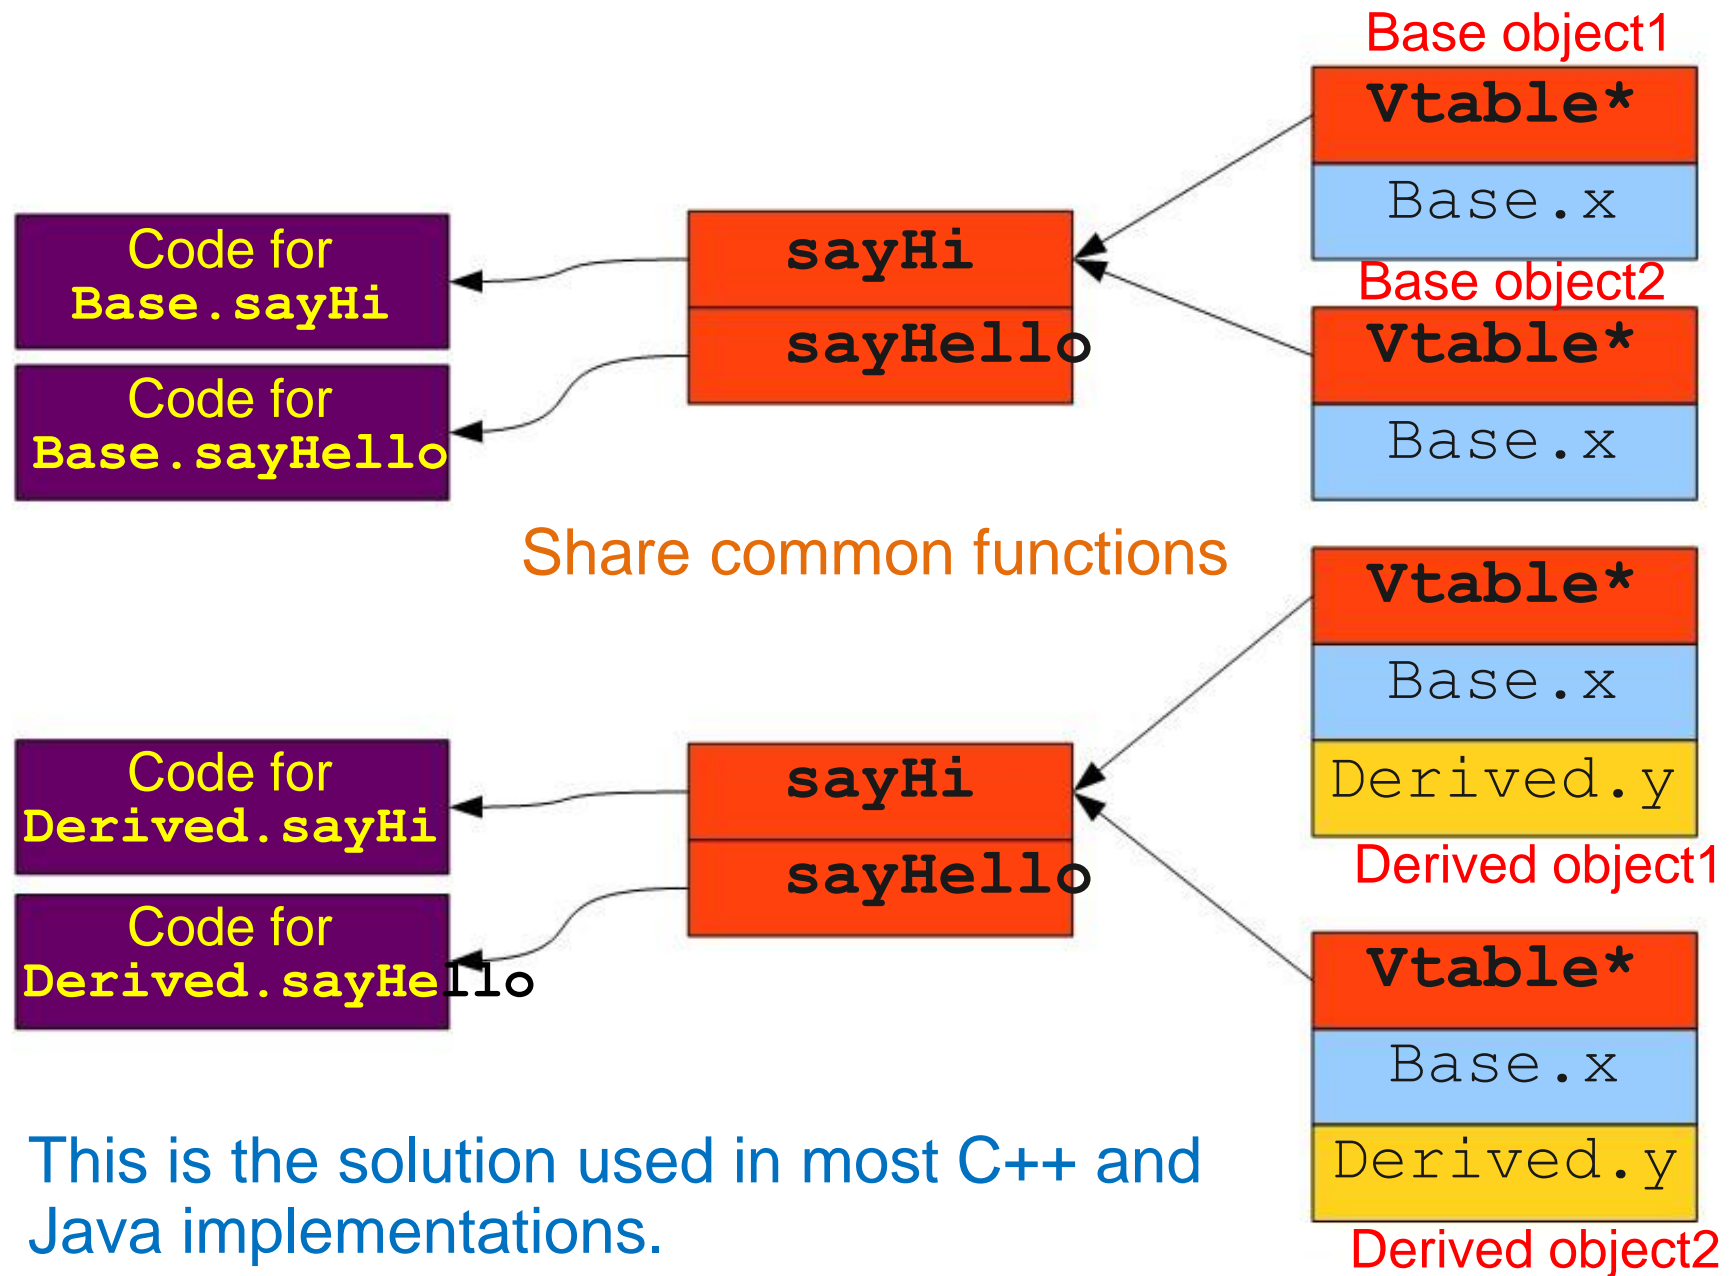 Base object1
Vtable*
Base.x
Base object2
Vtable*
Base.x
sayHi
sayHello
Code for
Base.sayHi
Code for
Base.sayHello
Share common functions
Vtable*
Base.x
Derived.y
Derived object1
sayHi
sayHello
Code for
Derived.sayHi
Code for
Derived.sayHello
Vtable*
Base.x
Derived.y
Derived object2
This is the solution used in most C++ and
Java implementations.